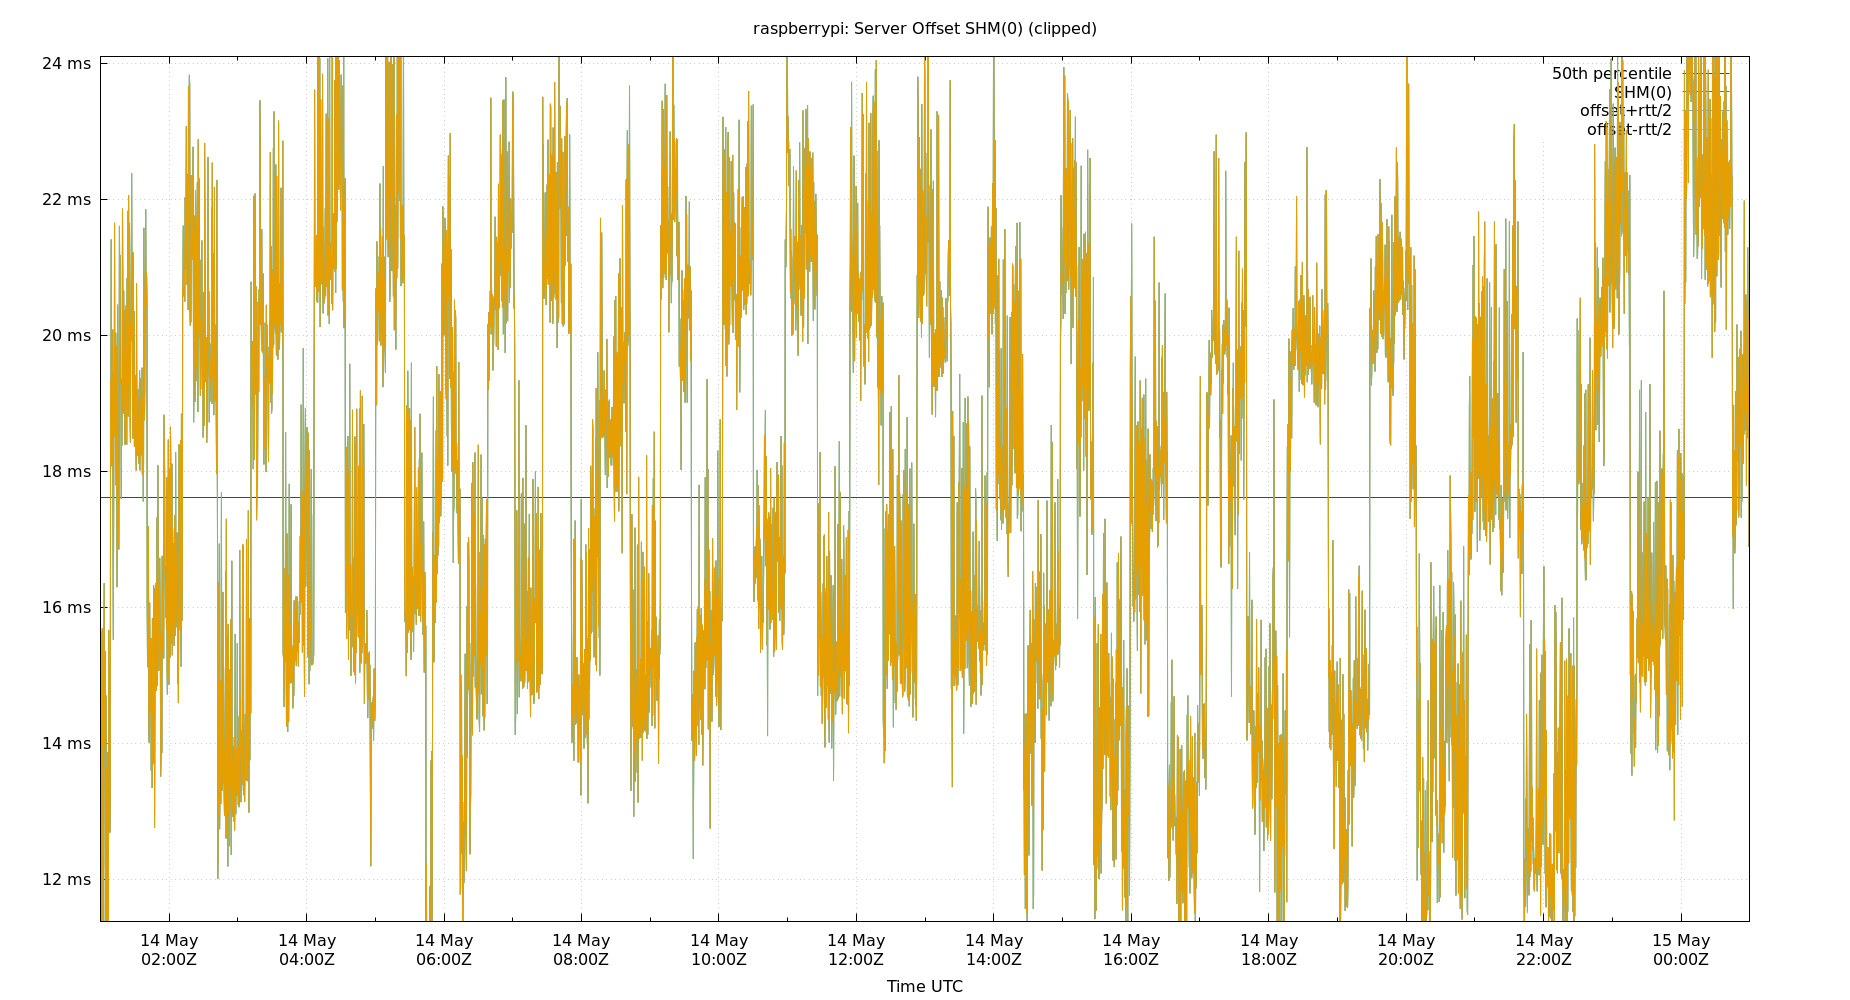 raspberrypi: Server Offset SHM(0) (clipped)
24 ms
22 ms
20 ms
18 ms
16 ms
14 ms
12 ms
50th percentile
SHM(0)
offset+rtt/2
offset-rtt/2
14 May 14 May 14 May 14 May 14 May 14 May 14 May 14 May 14 May 14 May 14 May 15 May
02:00Z 04:00Z 06:00Z 08:00Z 10:00Z 12:00Z 14:00Z 16:00Z 18:00Z 20:00Z 22:00Z 00:00Z
Time UTC